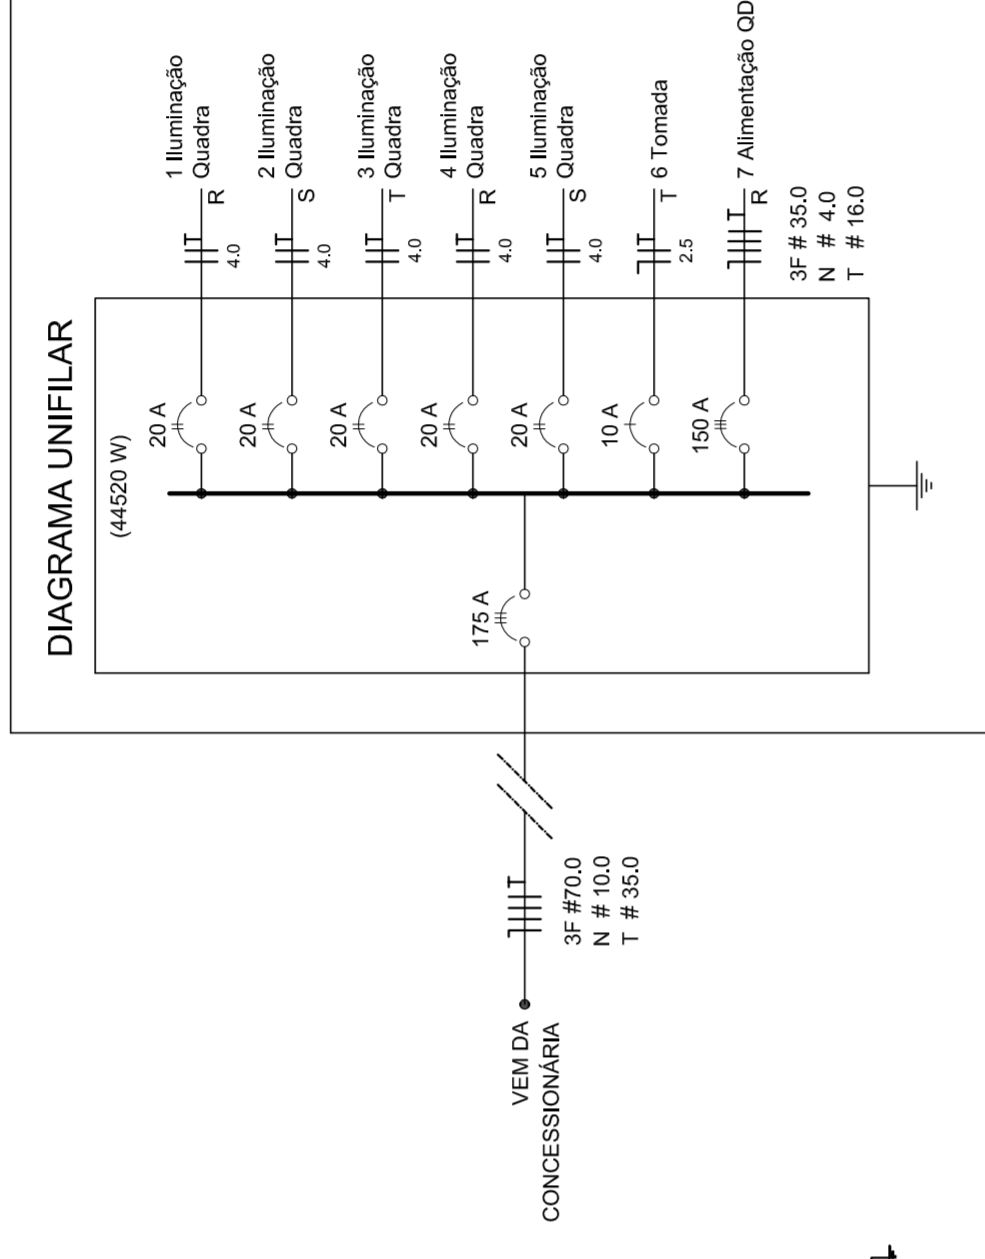 DIAGRAMA UNIFILAR
(44520 W)
VEM DA
CONCESSIONÁRIA
3F #70.0
N # 10.0
T # 35.0
175 A
20 A
4.0
R
1 Iluminação
Quadra
20 A
4.0
S
2 Iluminação
Quadra
20 A
4.0
T
3 Iluminação
Quadra
20 A
4.0
R
4 Iluminação
Quadra
20 A
4.0
S
5 Iluminação
Quadra
10 A
2.5
T
6 Tomada
150 A
R
7 Alimentação QD
3F # 35.0
N # 4.0
T # 16.0